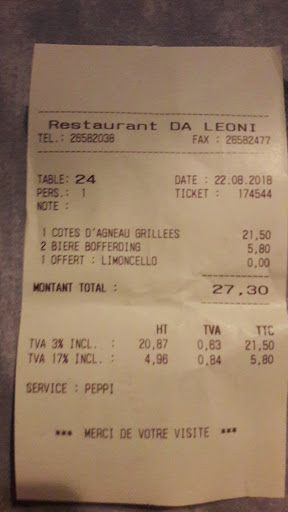 Restaurant DA LEONI
TEL.: 26582038 FAX : 26582477
TABLE: 24 DATE : 22.08.2018
PERS.: 1 TICKET : 174544
NOTE :
1 COTES D'AGNEAU GRILLEES 21,50
2 BIERE BOFFERDING 5,80
1 OFFERT : LIMONCELLO 0,00
MONTANT TOTAL : 27,30
HT TVA TTC
TVA 3% INCL. : 20,87 0,63 21,50
TVA 17% INCL. : 4,96 0,84 5,80
SERVICE : PEPPI
*** MERCI DE VOTRE VISITE ***